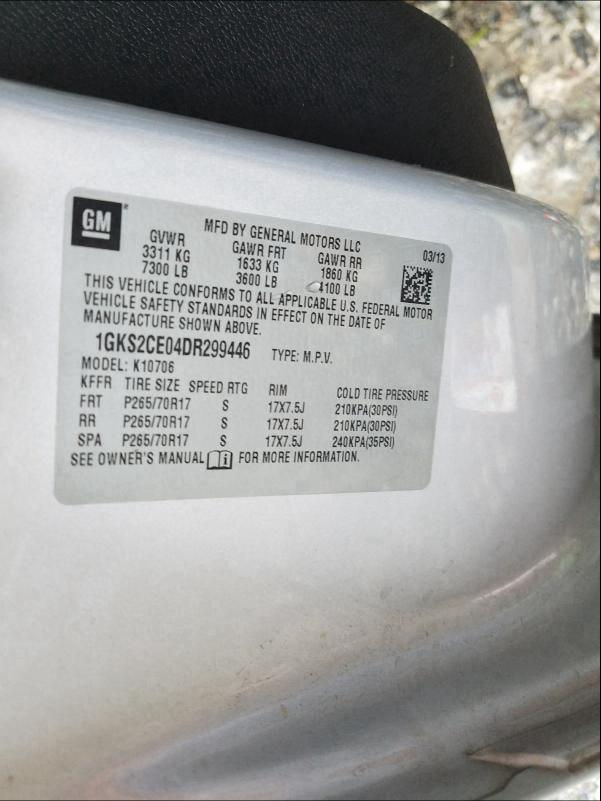 GM
MFD BY GENERAL MOTORS LLC
GVWR GAWR FRT GAWR RR 03/13
3311 KG 1633 KG 1860 KG
7300 LB 3600 LB 4100 LB
THIS VEHICLE CONFORMS TO ALL APPLICABLE U.S. FEDERAL MOTOR
VEHICLE SAFETY STANDARDS IN EFFECT ON THE DATE OF
MANUFACTURE SHOWN ABOVE.
1GKS2CE04DR299446 TYPE: M.P.V.
MODEL: K10706
KFFR TIRE SIZE SPEED RTG RIM COLD TIRE PRESSURE
FRT P265/70R17 S 17X7.5J 210KPA(30PSI)
RR P265/70R17 S 17X7.5J 210KPA(30PSI)
SPA P265/70R17 S 17X7.5J 240KPA(35PSI)
SEE OWNER'S MANUAL FOR MORE INFORMATION.